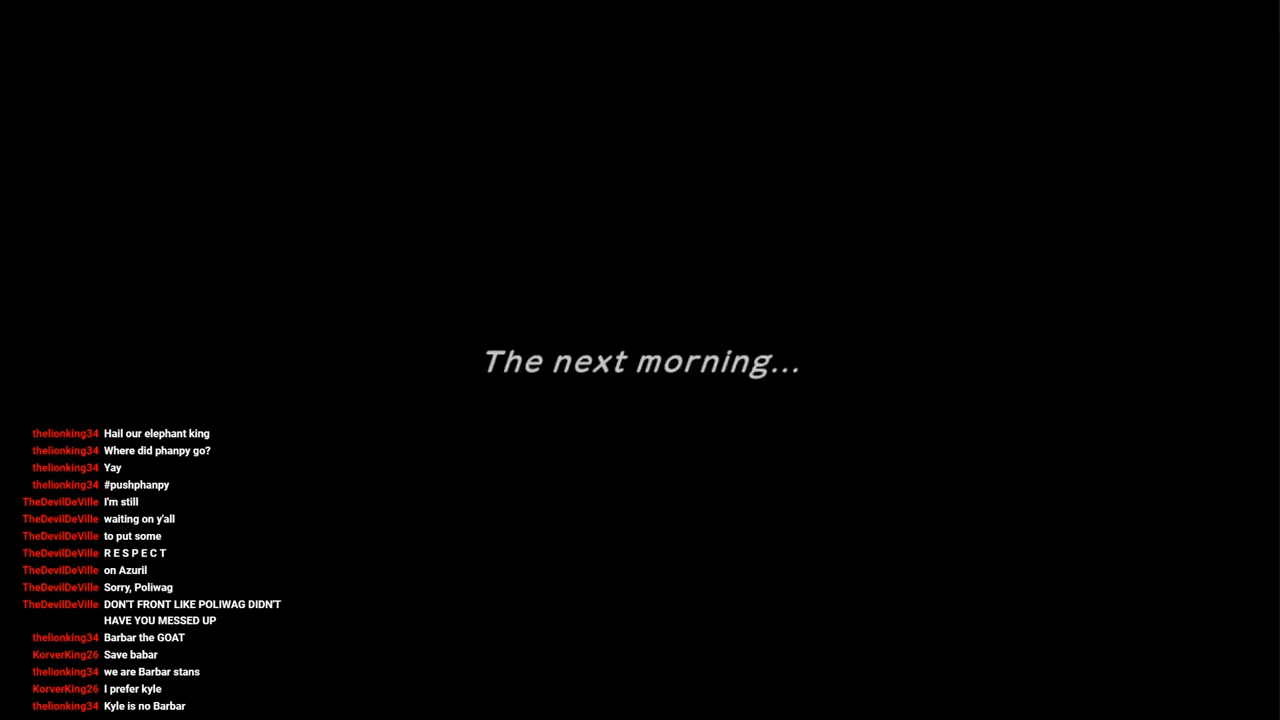 The next morning...
thelionking34 Hail our elephant king
thelionking34 Where did phanpy go?
thelionking34 Yay
thelionking34 #pushphanpy
TheDevilDeVille I'm still
TheDevilDeVille waiting on y'all
TheDevilDeVille to put some
TheDevilDeVille R E S P E C T
TheDevilDeVille on Azuril
TheDevilDeVille Sorry, Poliwag
TheDevilDeVille DON'T FRONT LIKE POLIWAG DIDN'T
HAVE YOU MESSED UP
thelionking34 Barbar the GOAT
KorverKing26 Save babar
thelionking34 we are Barbar stans
KorverKing26 I prefer kyle
thelionking34 Kyle is no Barbar